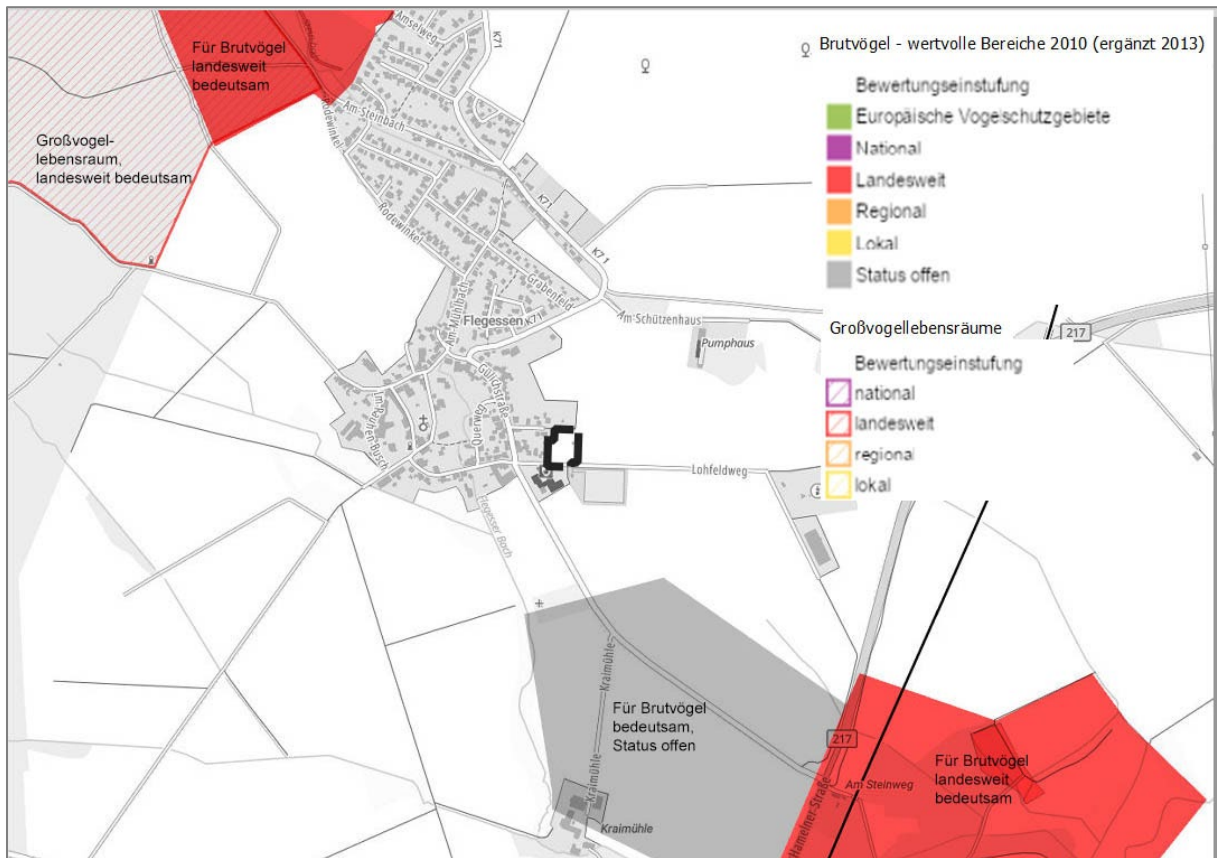 Brutvögel - wertvolle Bereiche 2010 (ergänzt 2013)
Bewertungseinstufung
Europäische Vogelschutzgebiete
National
Landesweit
Regional
Lokal
Status offen
Großvogellebensräume
Bewertungseinstufung
national
landesweit
regional
lokal
Für Brutvögel
landesweit
bedeutsam
Großvogel-
lebensraum,
landesweit bedeutsam
Amselweg
K71
Am-Steinbach
Rodewinkel
Rodewinkel
K71
K71
Grabenfeld
Am-Mühlbach
Flegessen
K71
Am-Schützenhaus
Pumphaus
217
Gülichstraße
Querweg
Im-Rauhen-Busch
Lohfeldweg
Flegesser Bach
Kraimühle
Für Brutvögel
bedeutsam,
Status offen
217
Am Steinweg
Für Brutvögel
landesweit
bedeutsam
Kraimühle
Kraimühle
Hamelner-Straße